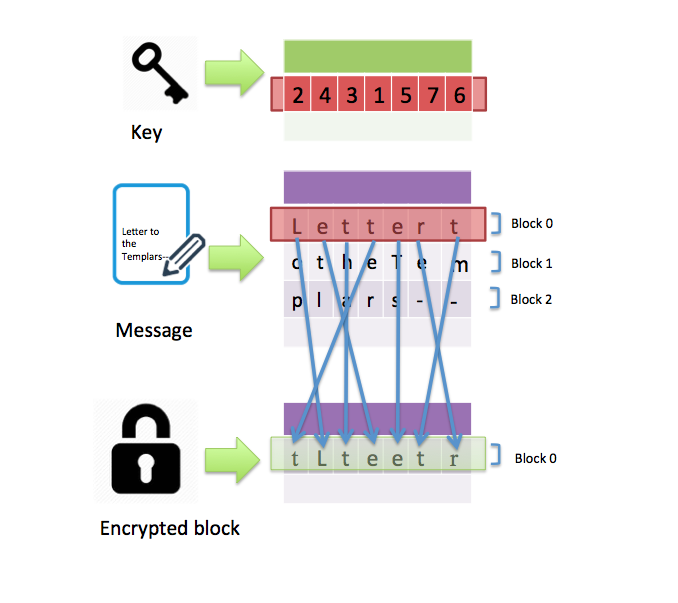 2 4 3 1 5 7 6
Key
Letter to
the
Templars--
L e t t e r t
Block 0
o t h e T e m
Block 1
p l a r s - -
Block 2
Message
t L t e e t r
Block 0
Encrypted block